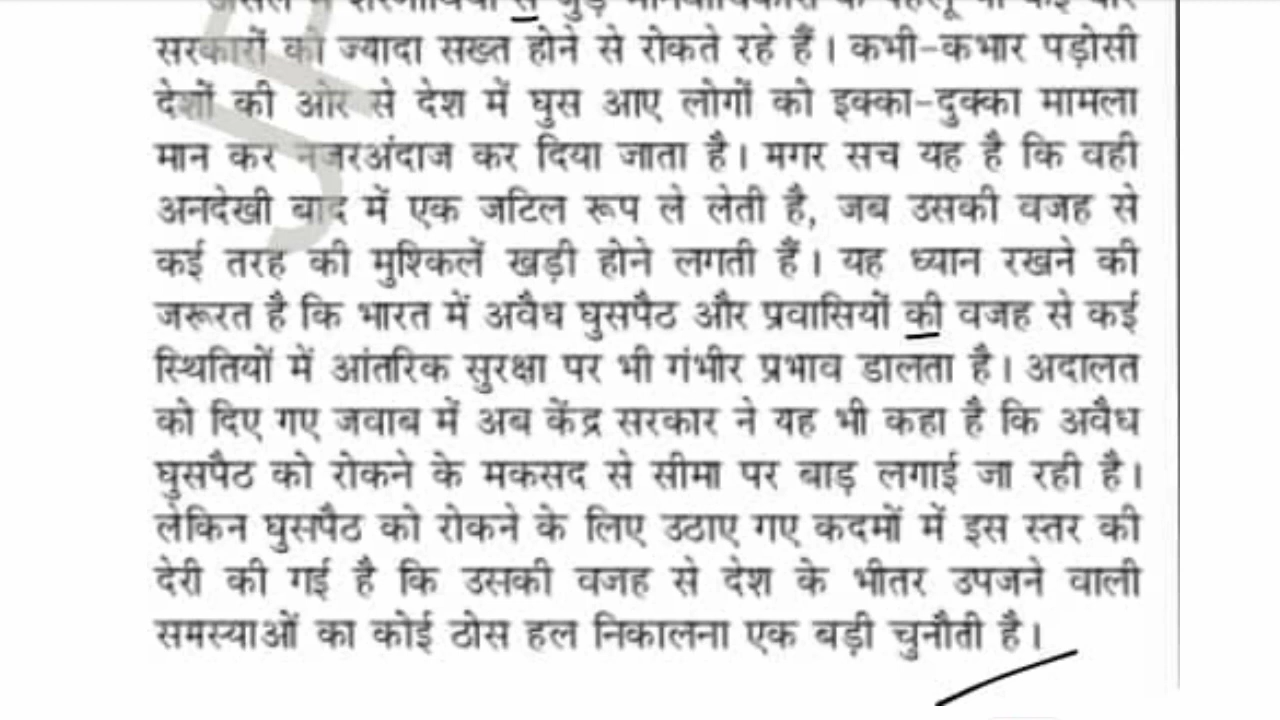 सरकारों को ज्यादा सख्त होने से रोकते रहे हैं। कभी-कभार पड़ोसी
देशों की ओर से देश में घुस आए लोगों को इक्का-दुक्का मामला
मान कर नजरअंदाज कर दिया जाता है। मगर सच यह है कि वही
अनदेखी बाद में एक जटिल रूप ले लेती है, जब उसकी वजह से
कई तरह की मुश्किलें खड़ी होने लगती हैं। यह ध्यान रखने की
जरूरत है कि भारत में अवैध घुसपैठ और प्रवासियों की वजह से कई
स्थितियों में आंतरिक सुरक्षा पर भी गंभीर प्रभाव डालता है। अदालत
को दिए गए जवाब में अब केंद्र सरकार ने यह भी कहा है कि अवैध
घुसपैठ को रोकने के मकसद से सीमा पर बाड़ लगाई जा रही है।
लेकिन घुसपैठ को रोकने के लिए उठाए गए कदमों में इस स्तर की
देरी की गई है कि उसकी वजह से देश के भीतर उपजने वाली
समस्याओं का कोई ठोस हल निकालना एक बड़ी चुनौती है।